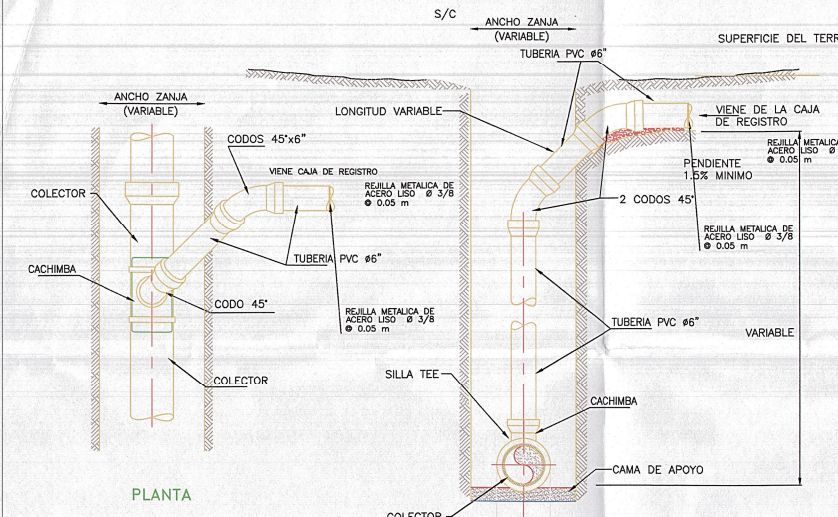 S/C
ANCHO ZANJA
(VARIABLE)
SUPERFICIE DEL TERR
TUBERIA PVC ø6"
ANCHO ZANJA
(VARIABLE)
LONGITUD VARIABLE
VIENE DE LA CAJA
DE REGISTRO
CODOS 45°x6"
REJILLA METALICA
ACERO LISO Ø
@ 0.05 m
VIENE CAJA DE REGISTRO
PENDIENTE
1.5% MINIMO
COLECTOR
REJILLA METALICA DE
ACERO LISO Ø 3/8
@ 0.05 m
2 CODOS 45°
REJILLA METALICA DE
ACERO LISO Ø 3/8
@ 0.05 m
TUBERIA PVC ø6"
CACHIMBA
CODO 45°
REJILLA METALICA DE
ACERO LISO Ø 3/8
@ 0.05 m
TUBERIA PVC ø6"
VARIABLE
COLECTOR
SILLA TEE
CACHIMBA
CAMA DE APOYO
PLANTA
COLECTOR